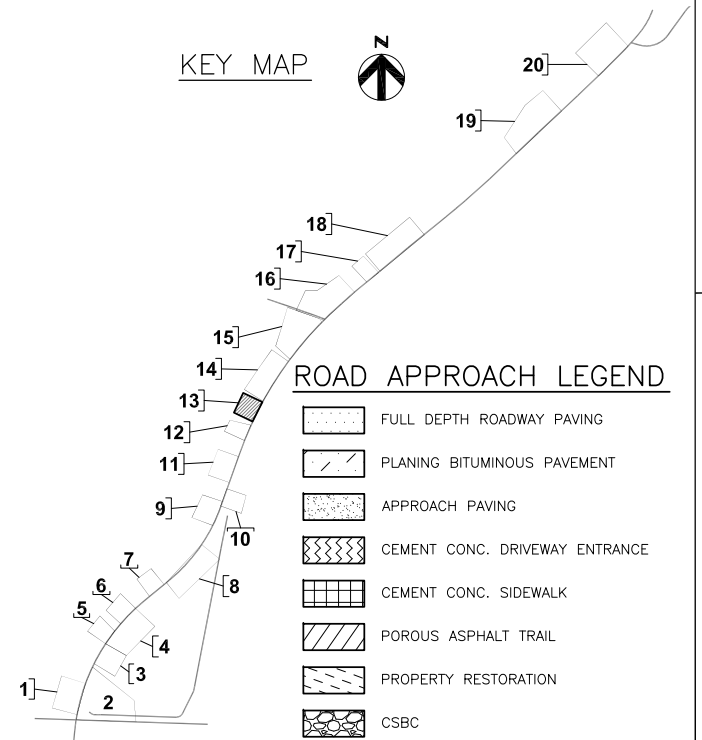 KEY MAP
N
20
19
18
17
16
15
14
13
12
11
9
10
8
7
6
5
4
3
2
1
ROAD APPROACH LEGEND
FULL DEPTH ROADWAY PAVING
PLANING BITUMINOUS PAVEMENT
APPROACH PAVING
CEMENT CONC. DRIVEWAY ENTRANCE
CEMENT CONC. SIDEWALK
POROUS ASPHALT TRAIL
PROPERTY RESTORATION
CSBC